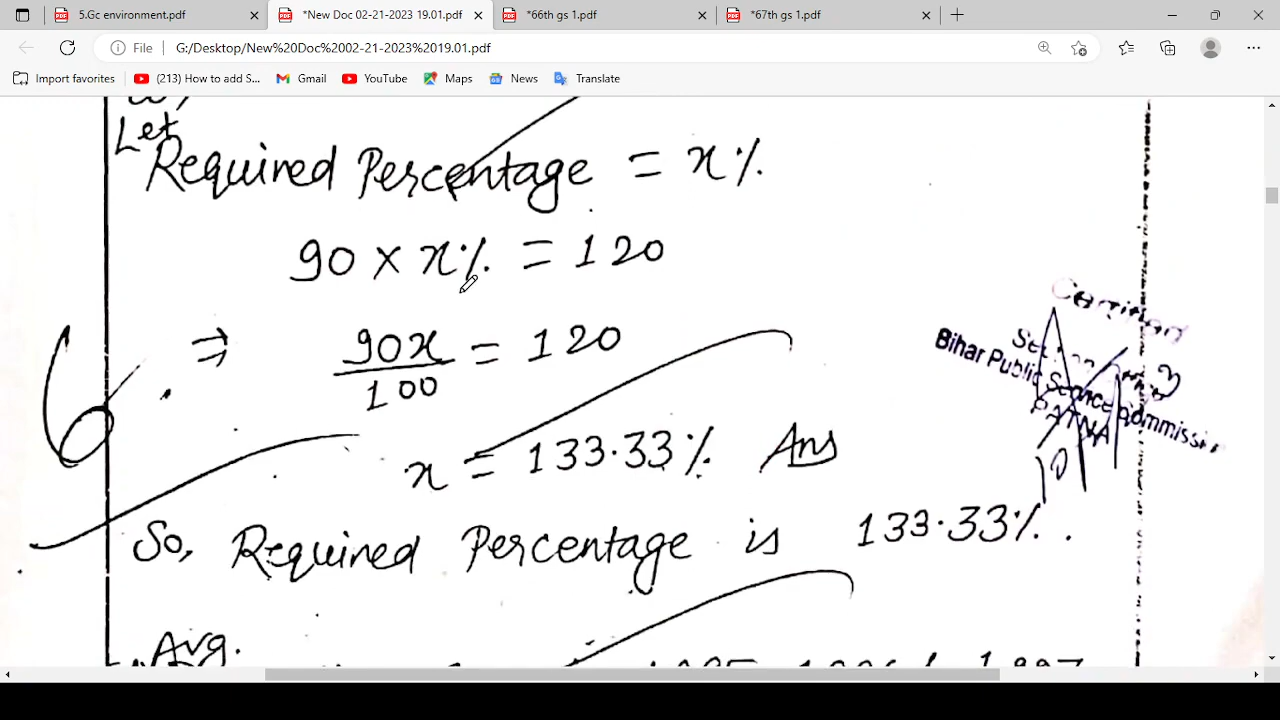 5.Gc environment.pdf
*New Doc 02-21-2023 19.01.pdf
*66th gs 1.pdf
*67th gs 1.pdf
File
G:/Desktop/New%20Doc%2002-21-2023%2019.01.pdf
Import favorites
(213) How to add S...
Gmail
YouTube
Maps
News
Translate
Let
Required Percentage = x%
90 × x% = 120
⇒ 90x/100 = 120
6
x = 133.33% Ans
So, Required Percentage is 133.33%.
Bihar Public Service Commission
PATNA
Avg.